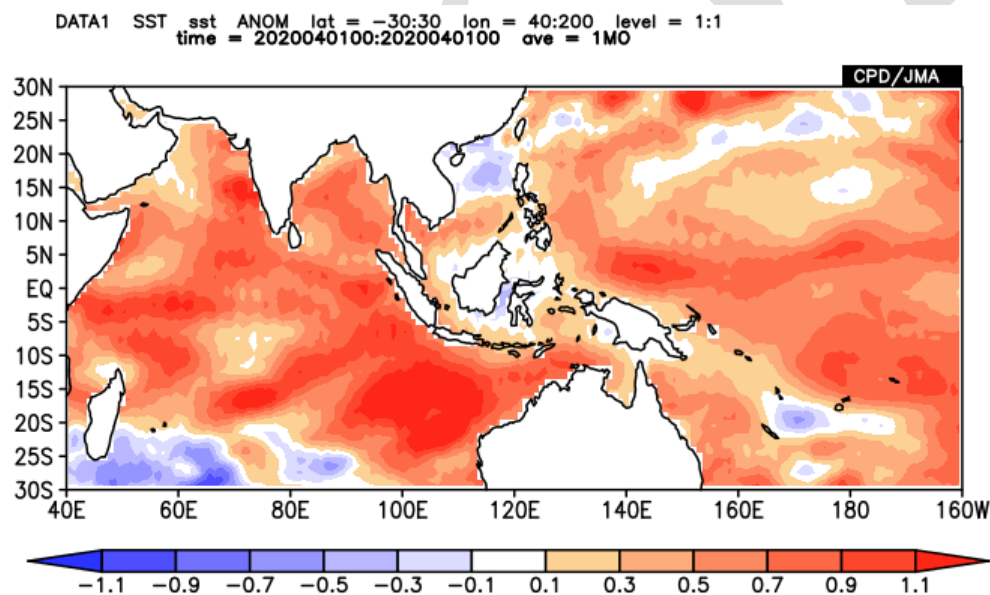 DATA1 SST sst ANOM lat = -30:30 lon = 40:200 level = 1:1
time = 2020040100:2020040100 ave = 1MO
CPD/JMA
30N
25N
20N
15N
10N
5N
EQ
5S
10S
15S
20S
25S
30S
40E 60E 80E 100E 120E 140E 160E 180 160W
-1.1 -0.9 -0.7 -0.5 -0.3 -0.1 0.1 0.3 0.5 0.7 0.9 1.1